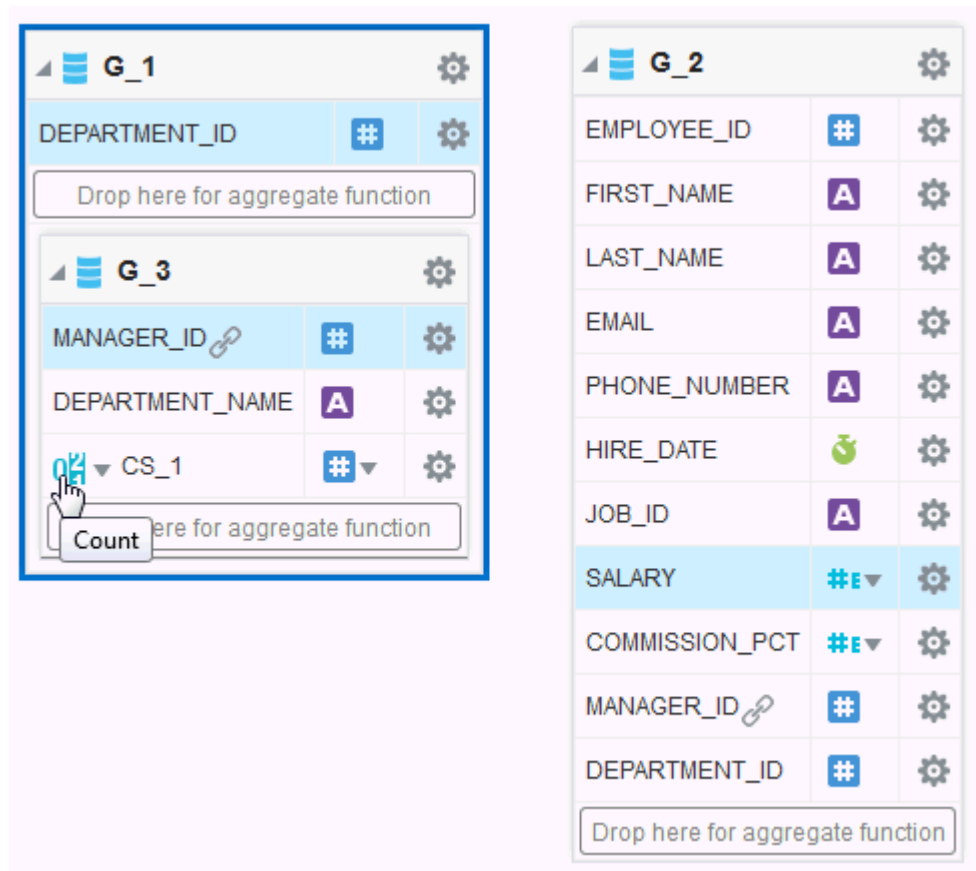 G_1
DEPARTMENT_ID
Drop here for aggregate function
G_3
MANAGER_ID
DEPARTMENT_NAME A
CS_1
ere for aggregate function
Count
G_2
EMPLOYEE_ID #
FIRST_NAME A
LAST_NAME A
EMAIL A
PHONE_NUMBER A
HIRE_DATE
JOB_ID A
SALARY #E
COMMISSION_PCT #E
MANAGER_ID #
DEPARTMENT_ID #
Drop here for aggregate function